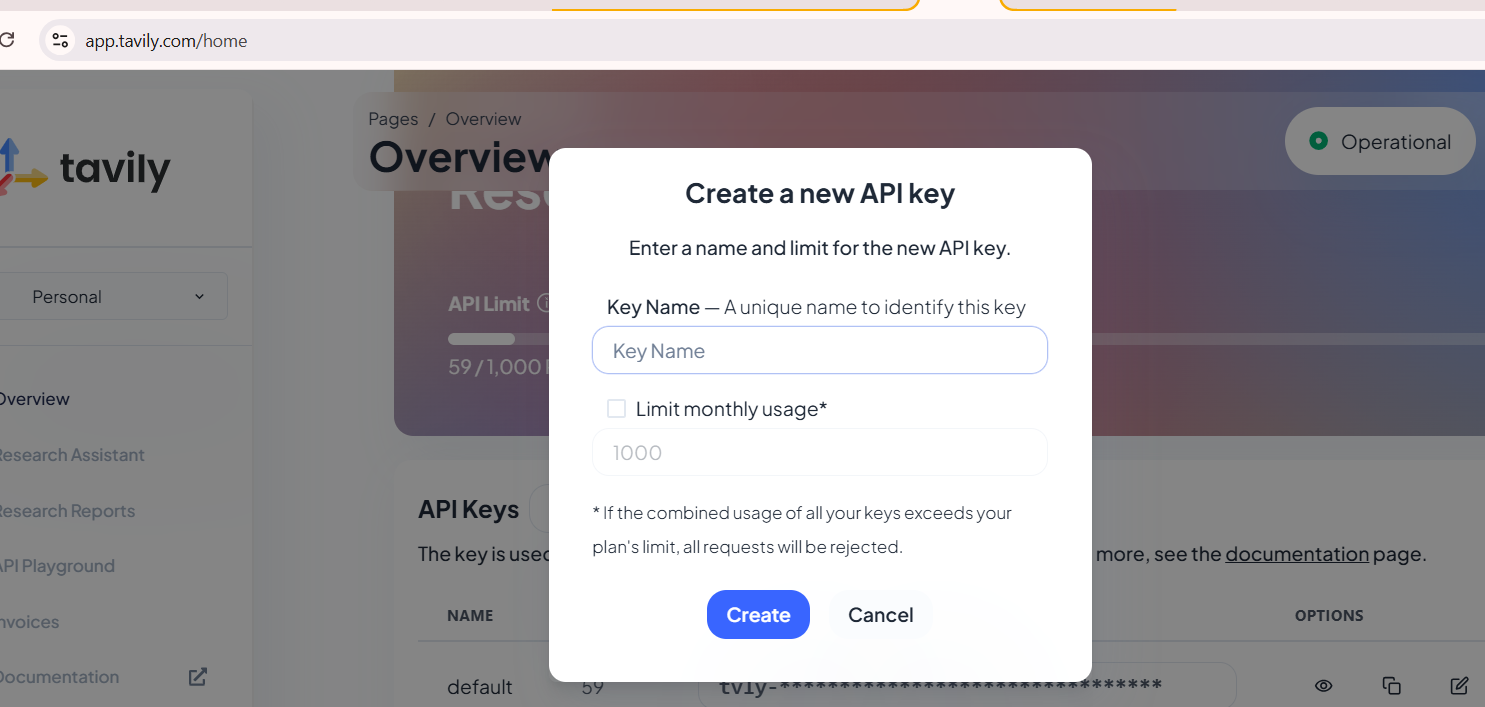 app.tavily.com/home
Pages / Overview
Overview
Operational
tavily
Create a new API key
Enter a name and limit for the new API key.
Personal
API Limit
Key Name — A unique name to identify this key
Key Name
59 / 1,000
Overview
Limit monthly usage*
1000
Research Assistant
Research Reports
API Keys
* If the combined usage of all your keys exceeds your
plan's limit, all requests will be rejected.
The key is used
more, see the documentation page.
API Playground
Invoices
NAME
OPTIONS
Create
Cancel
Documentation
default
59
tvly-********************************